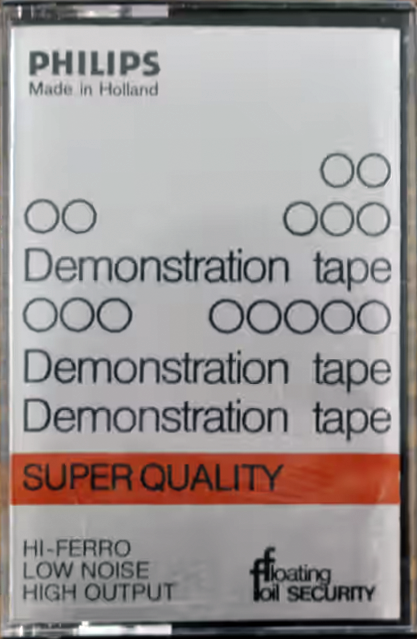 PHILIPS
Made in Holland
Demonstration tape
Demonstration tape
Demonstration tape
SUPER QUALITY
HI-FERRO
LOW NOISE
HIGH OUTPUT
floating
foil SECURITY